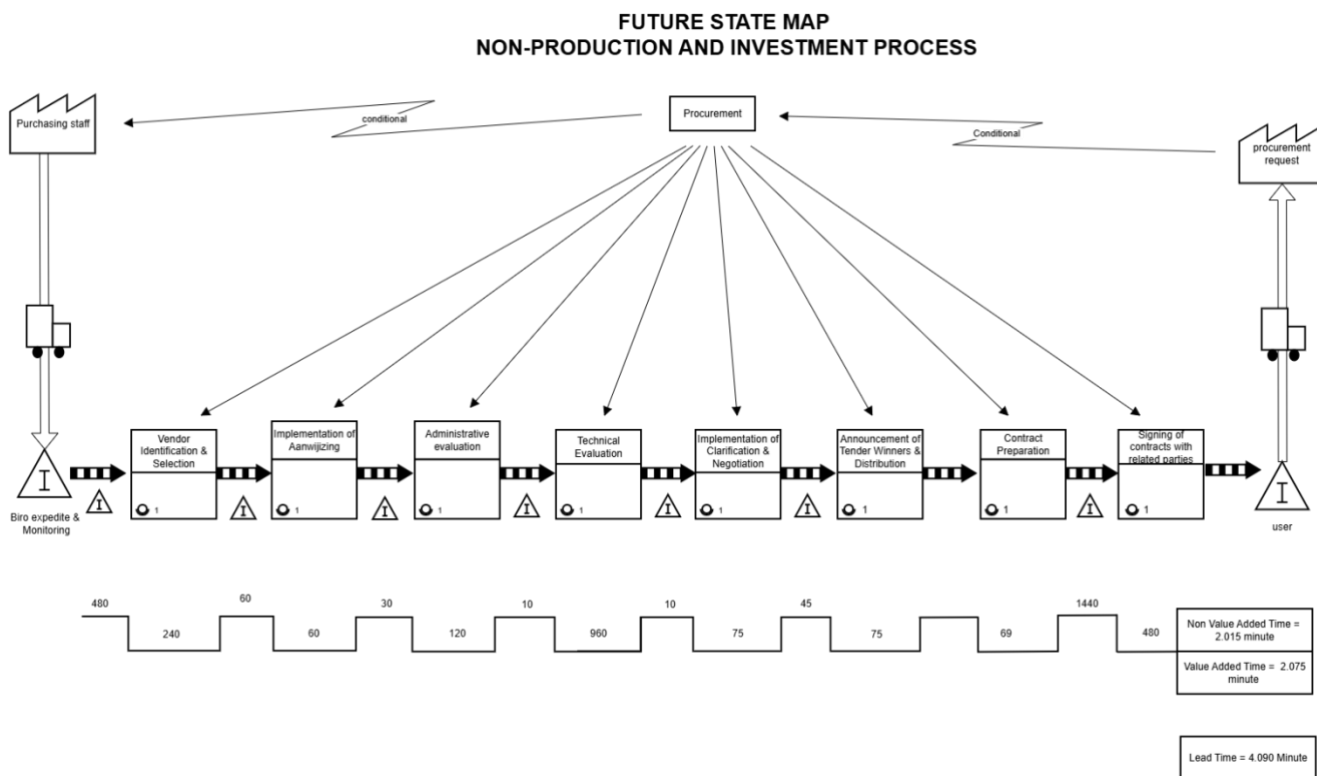 FUTURE STATE MAP
NON-PRODUCTION AND INVESTMENT PROCESS
Purchasing staff
conditional
Procurement
Conditional
procurement
request
Vendor
Identification &
Selection
1
Implementation of
Aanwijizing
1
Administrative
evaluation
1
Technical
Evaluation
1
Implementation of
Clarification &
Negotiation
1
Announcement of
Tender Winners &
Distribution
1
Contract
Preparation
1
Signing of
contracts with
related parties
1
I
Biro expedite &
Monitoring
I
I
I
I
I
I
I
I
user
480
60
30
10
10
45
1440
240
60
120
960
75
75
69
480
Non Value Added Time =
2.015 minute
Value Added Time = 2.075
minute
Lead Time = 4.090 Minute